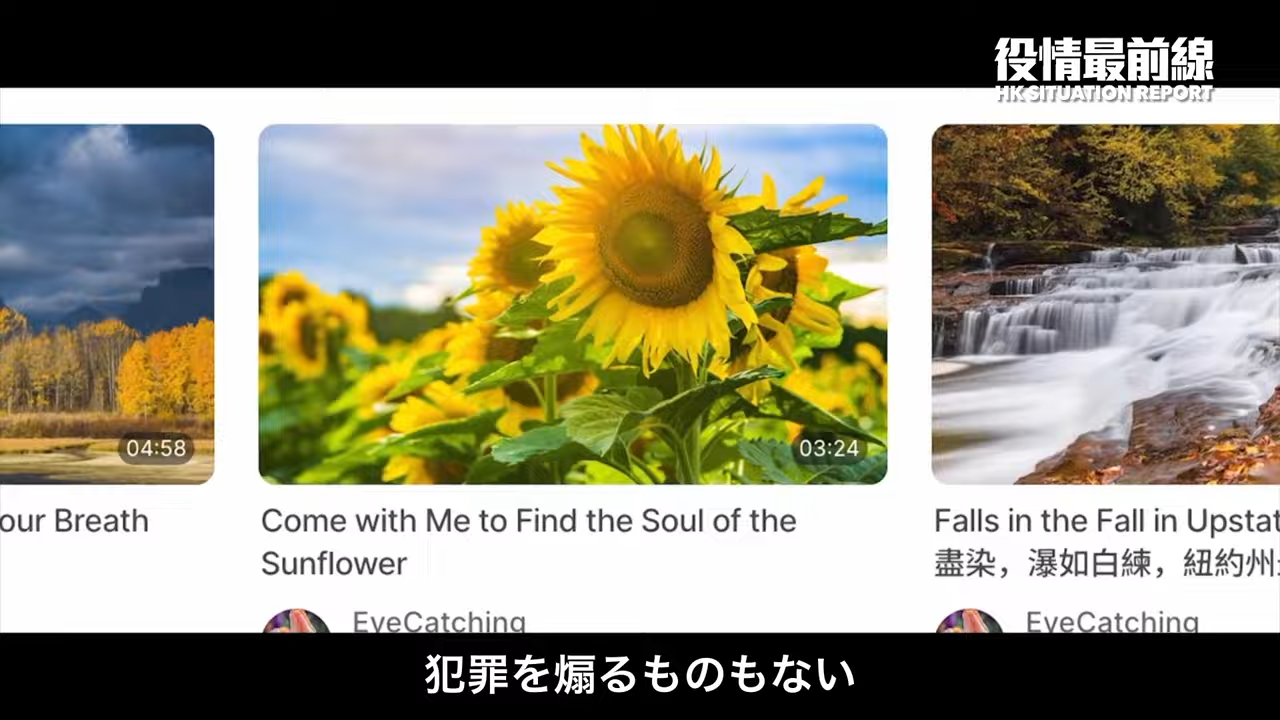 役情最前線
HK SITUATION REPORT
04:58
03:24
our Breath
Come with Me to Find the Soul of the
Sunflower
Falls in the Fall in Upstat
盡染，瀑如白練，紐約州
EyeCatching
EyeCatching
犯罪を煽るものもない